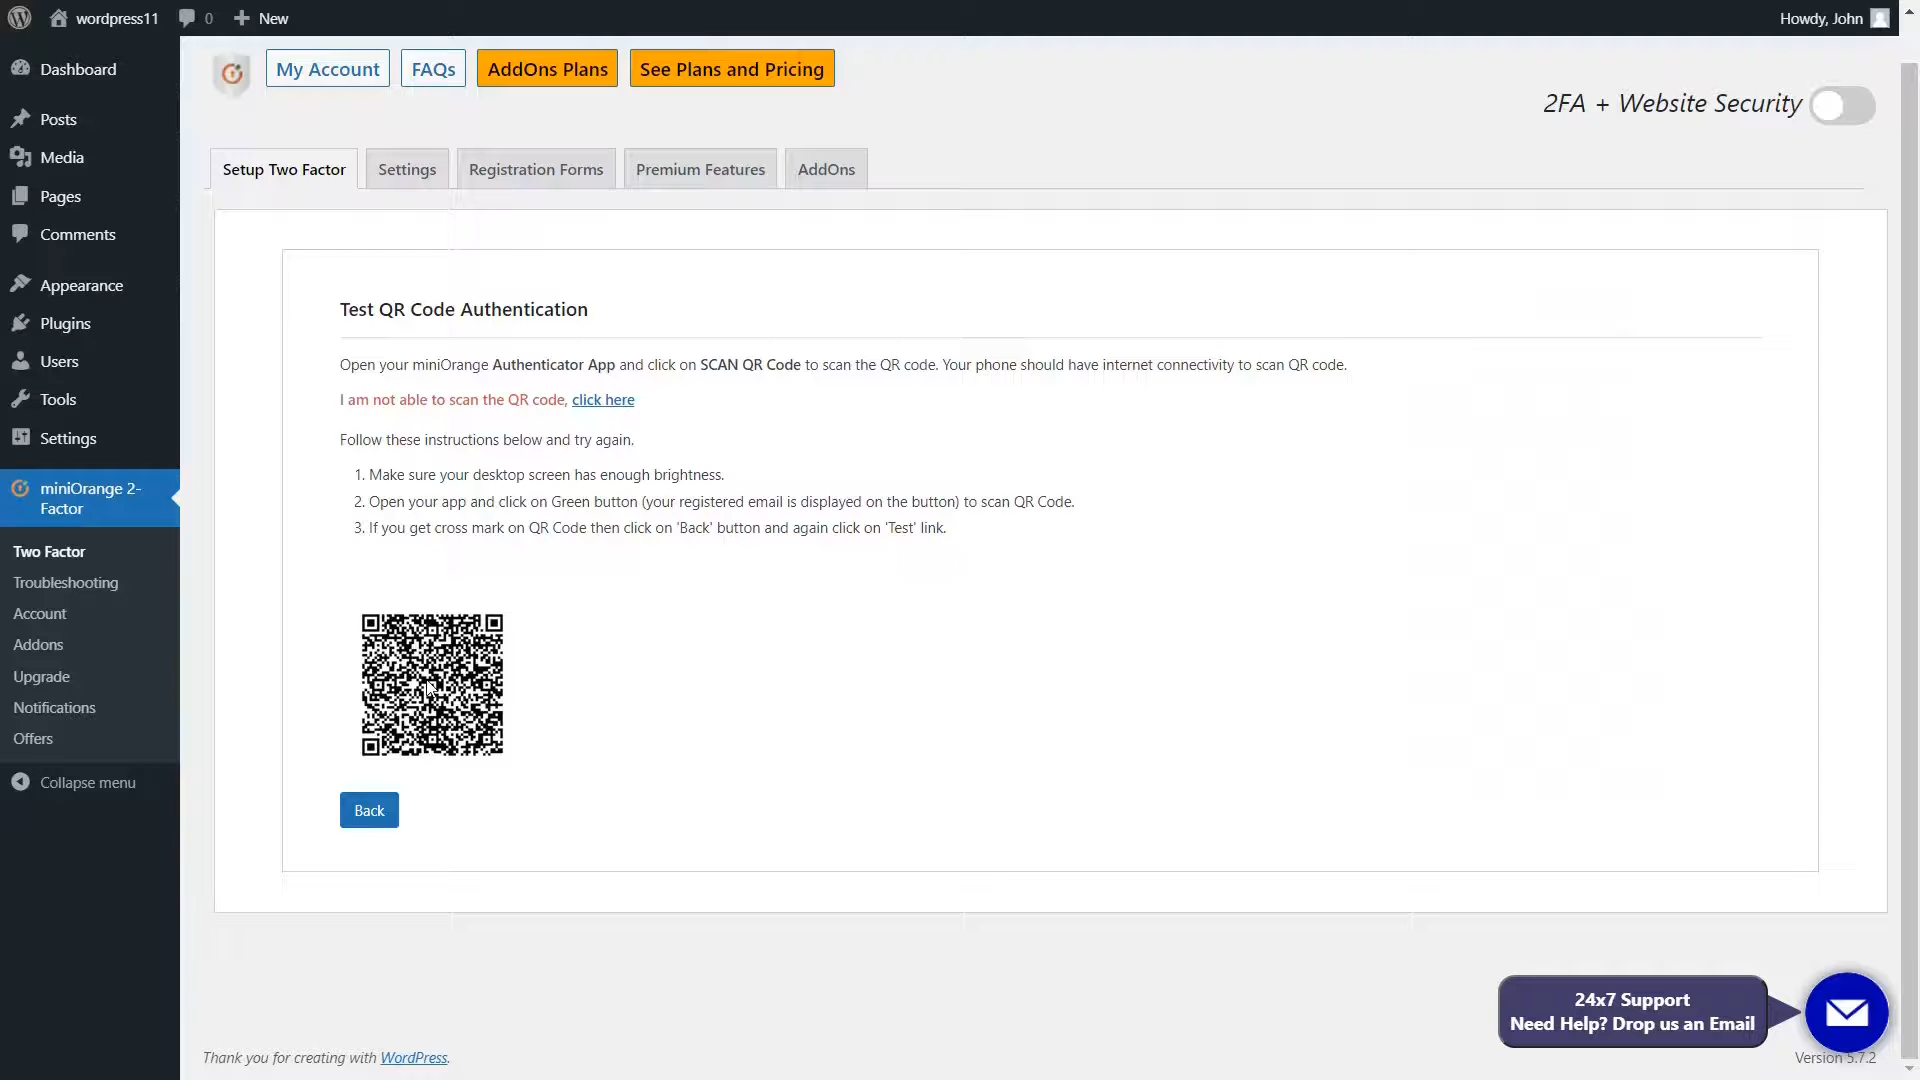 wordpress11
0
New
Howdy, John
Dashboard
Posts
Media
Pages
Comments
Appearance
Plugins
Users
Tools
Settings
miniOrange 2-
Factor
Two Factor
Troubleshooting
Account
Addons
Upgrade
Notifications
Offers
Collapse menu
My Account
FAQs
AddOns Plans
See Plans and Pricing
2FA + Website Security
Setup Two Factor
Settings
Registration Forms
Premium Features
AddOns
Test QR Code Authentication
Open your miniOrange Authenticator App and click on SCAN QR Code to scan the QR code. Your phone should have internet connectivity to scan QR code.
I am not able to scan the QR code, click here
Follow these instructions below and try again.
1. Make sure your desktop screen has enough brightness.
2. Open your app and click on Green button (your registered email is displayed on the button) to scan QR Code.
3. If you get cross mark on QR Code then click on 'Back' button and again click on 'Test' link.
Back
24x7 Support
Need Help? Drop us an Email
Thank you for creating with WordPress.
Version 5.7.2